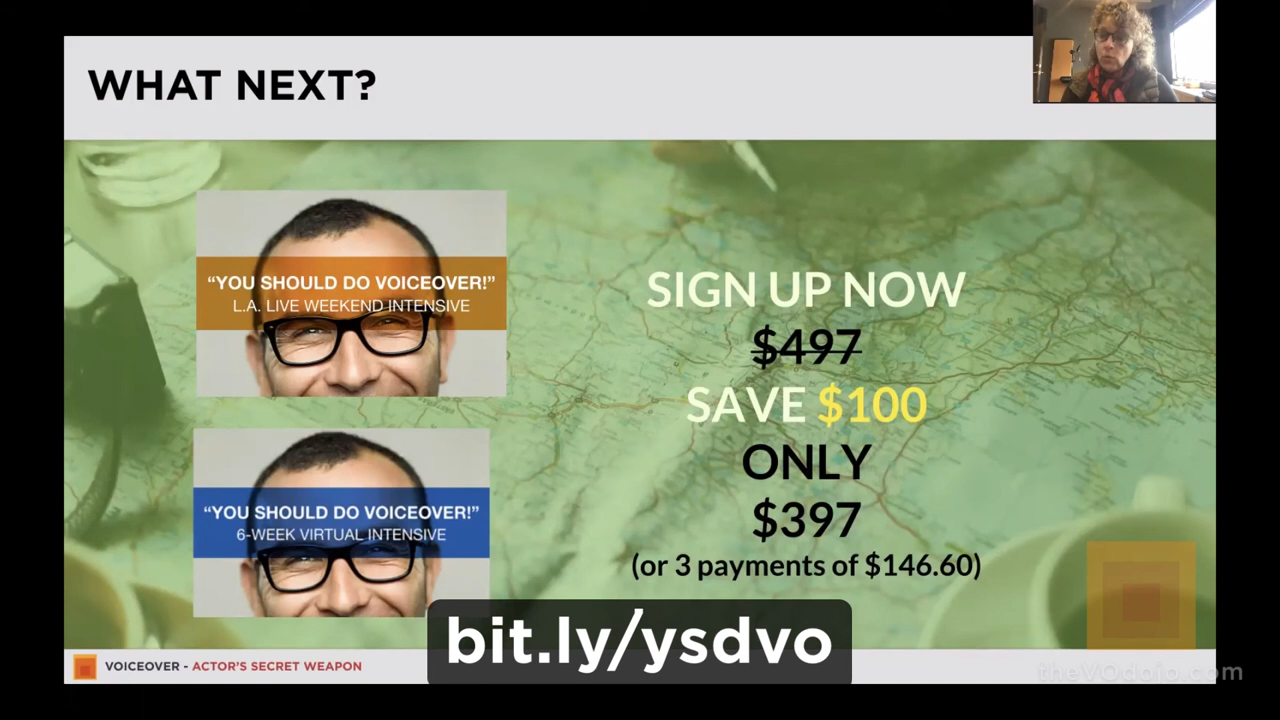 WHAT NEXT?
“YOU SHOULD DO VOICEOVER!”
L.A. LIVE WEEKEND INTENSIVE
“YOU SHOULD DO VOICEOVER!”
6-WEEK VIRTUAL INTENSIVE
SIGN UP NOW
$497
SAVE $100
ONLY
$397
(or 3 payments of $146.60)
bit.ly/ysdvo
VOICEOVER - ACTOR’S SECRET WEAPON
theVOdojo.com